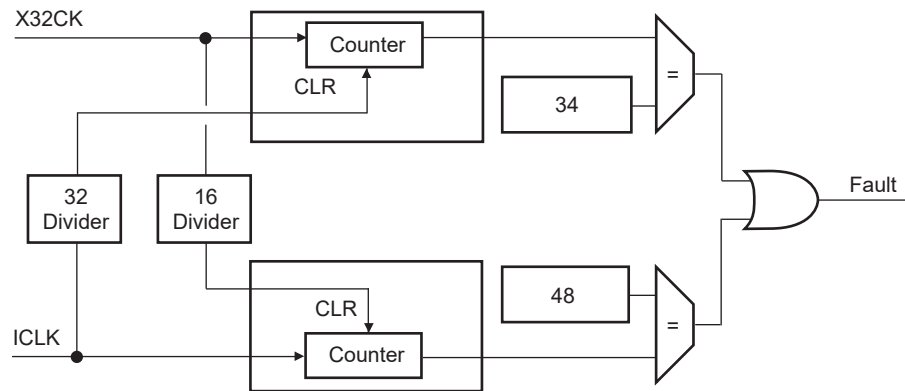 X32CK
Counter
CLR
34
=
32
Divider
16
Divider
Fault
48
CLR
=
ICLK
Counter